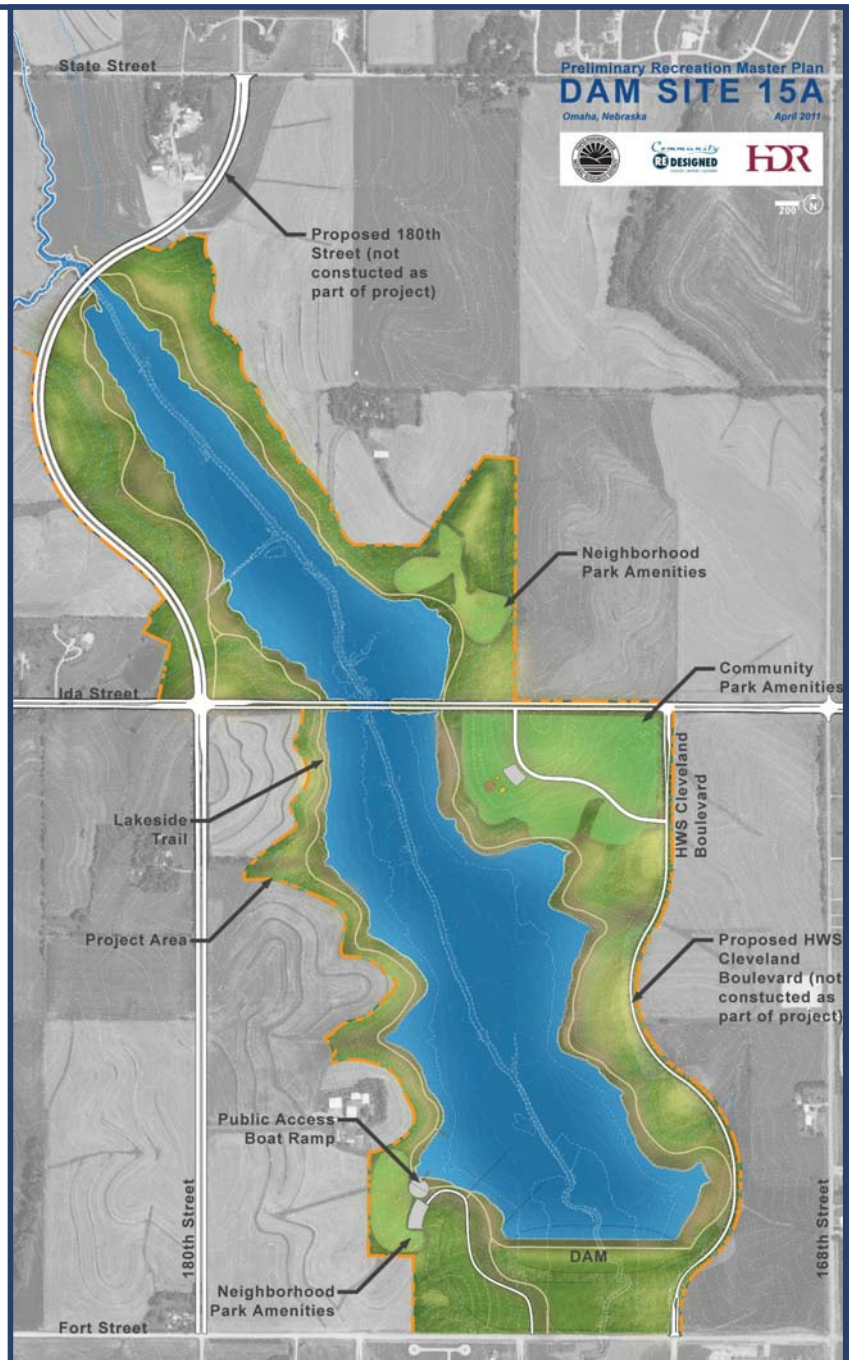 State Street
Preliminary Recreation Master Plan
DAM SITE 15A
Omaha, Nebraska April 2011
Community
RE DESIGNED
HDR
200'
N
Proposed 180th
Street (not
constucted as
part of project)
Neighborhood
Park Amenities
Community
Park Amenities
Ida Street
HWS Cleveland
Boulevard
Lakeside
Trail
Project Area
Proposed HWS
Cleveland
Boulevard (not
constucted as
part of project)
Public Access
Boat Ramp
180th Street
168th Street
DAM
Neighborhood
Park Amenities
Fort Street